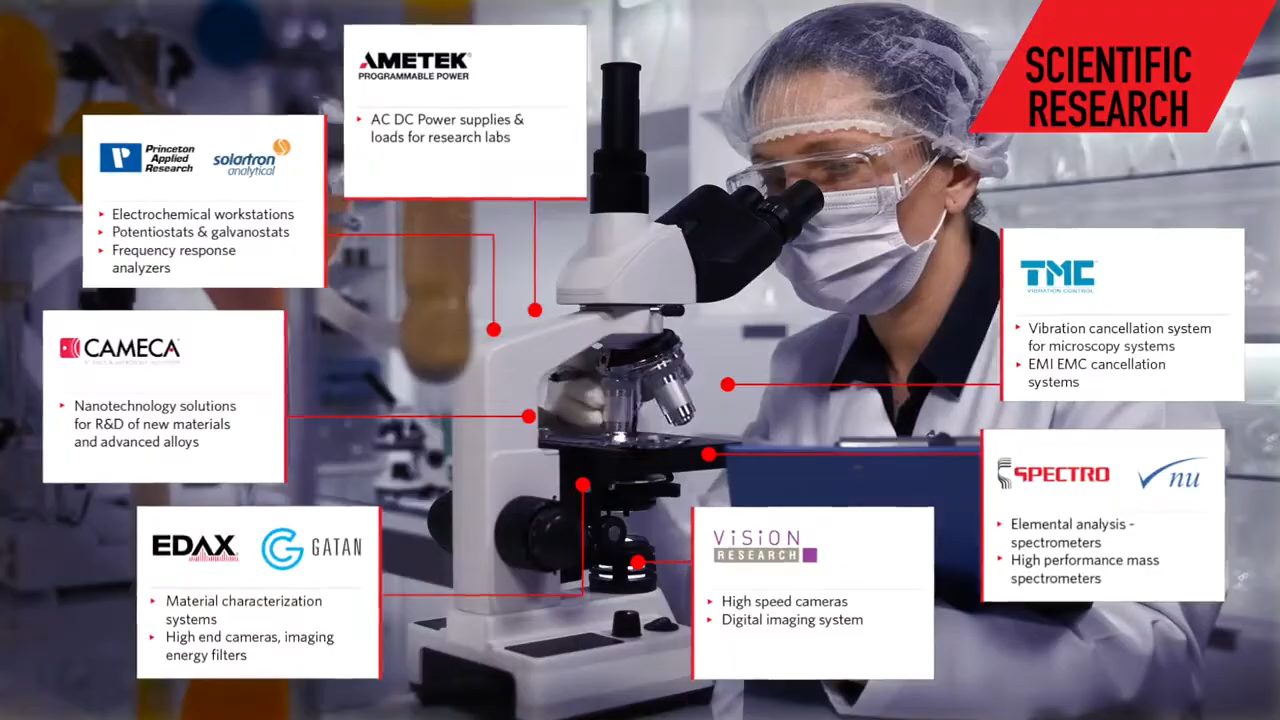 SCIENTIFIC
RESEARCH
AMETEK
PROGRAMMABLE POWER
AC DC Power supplies &
loads for research labs
Princeton
Applied
Research
solartron
analytical
Electrochemical workstations
Potentiostats & galvanostats
Frequency response
analyzers
CAMECA
Nanotechnology solutions
for R&D of new materials
and advanced alloys
EDAX
GATAN
Material characterization
systems
High end cameras, imaging
energy filters
ViSiON
RESEARCH
High speed cameras
Digital imaging system
TMC
VIBRATION CONTROL
Vibration cancellation system
for microscopy systems
EMI EMC cancellation
systems
SPECTRO
nu
Elemental analysis -
spectrometers
High performance mass
spectrometers